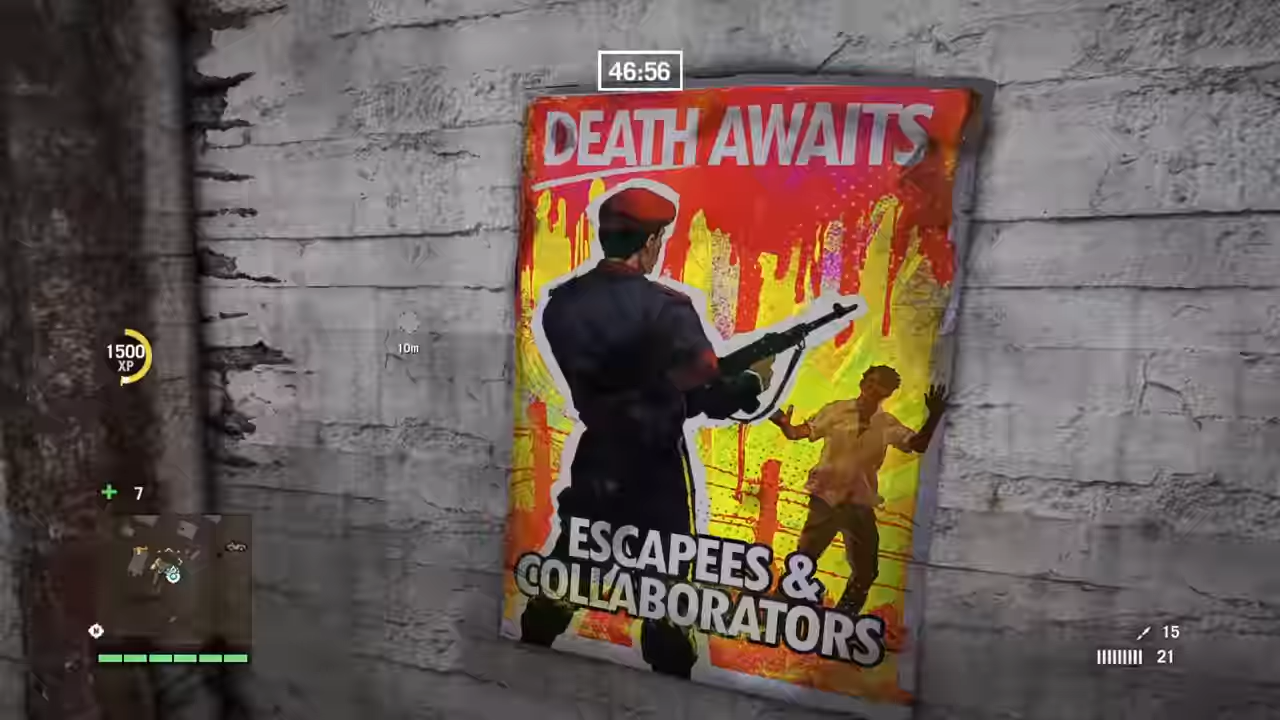 46:56
DEATH AWAITS
10m
1500
XP
7
ESCAPEES &
COLLABORATORS
N
15
21